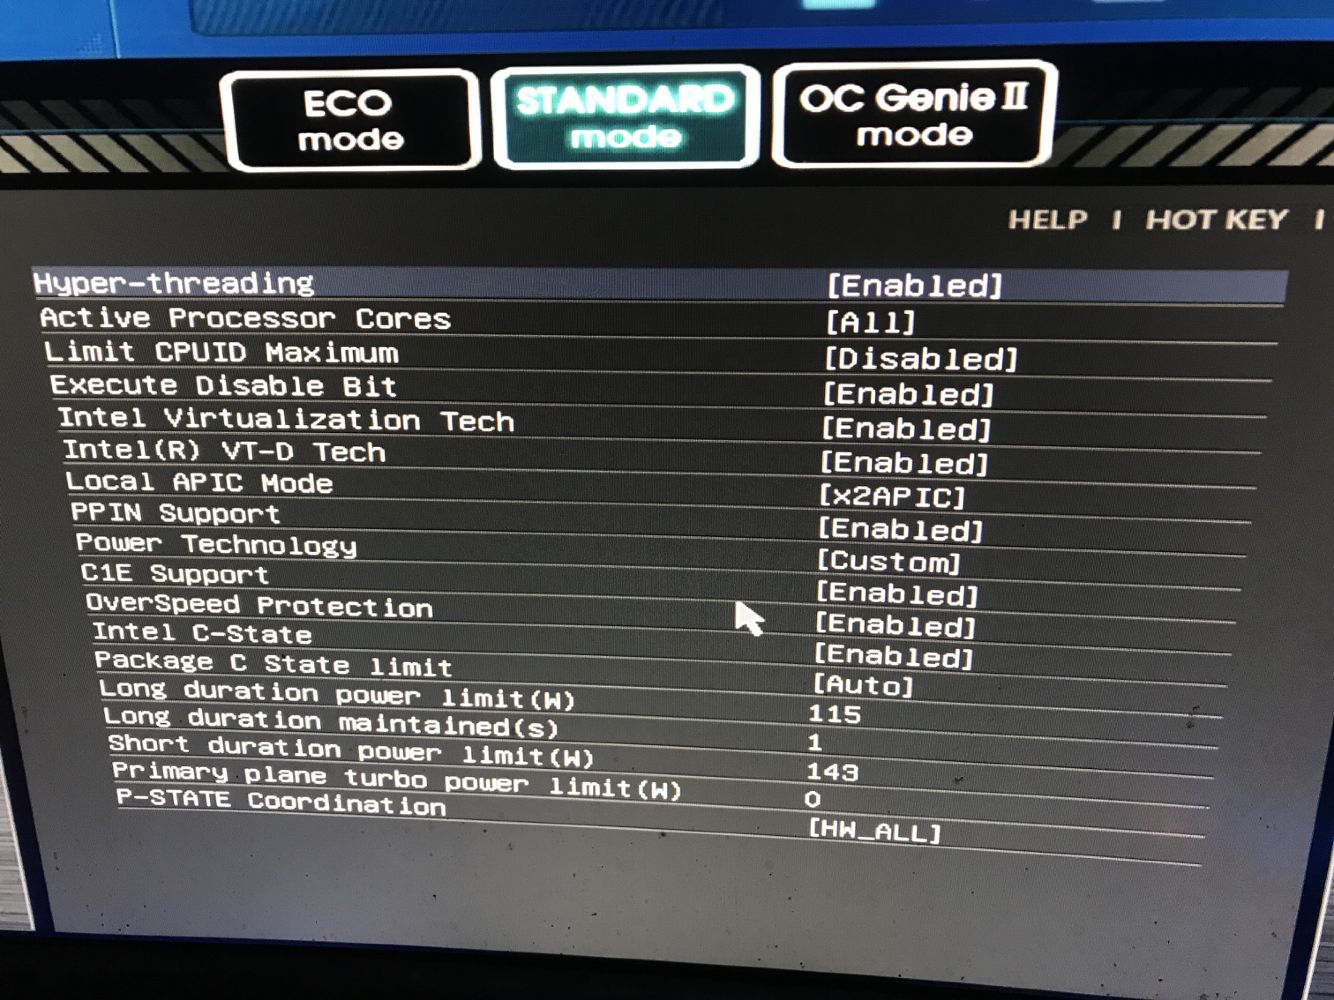 ECO
mode
STANDARD
mode
OC Genie II
mode
HELP | HOT KEY |
Hyper-threading [Enabled]
Active Processor Cores [All]
Limit CPUID Maximum [Disabled]
Execute Disable Bit [Enabled]
Intel Virtualization Tech [Enabled]
Intel(R) VT-D Tech [Enabled]
Local APIC Mode [x2APIC]
PPIN Support [Enabled]
Power Technology [Custom]
C1E Support [Enabled]
OverSpeed Protection [Enabled]
Intel C-State [Enabled]
Package C State limit [Auto]
Long duration power limit(W) 115
Long duration maintained(s) 1
Short duration power limit(W) 143
Primary plane turbo power limit(W) 0
P-STATE Coordination [HW_ALL]